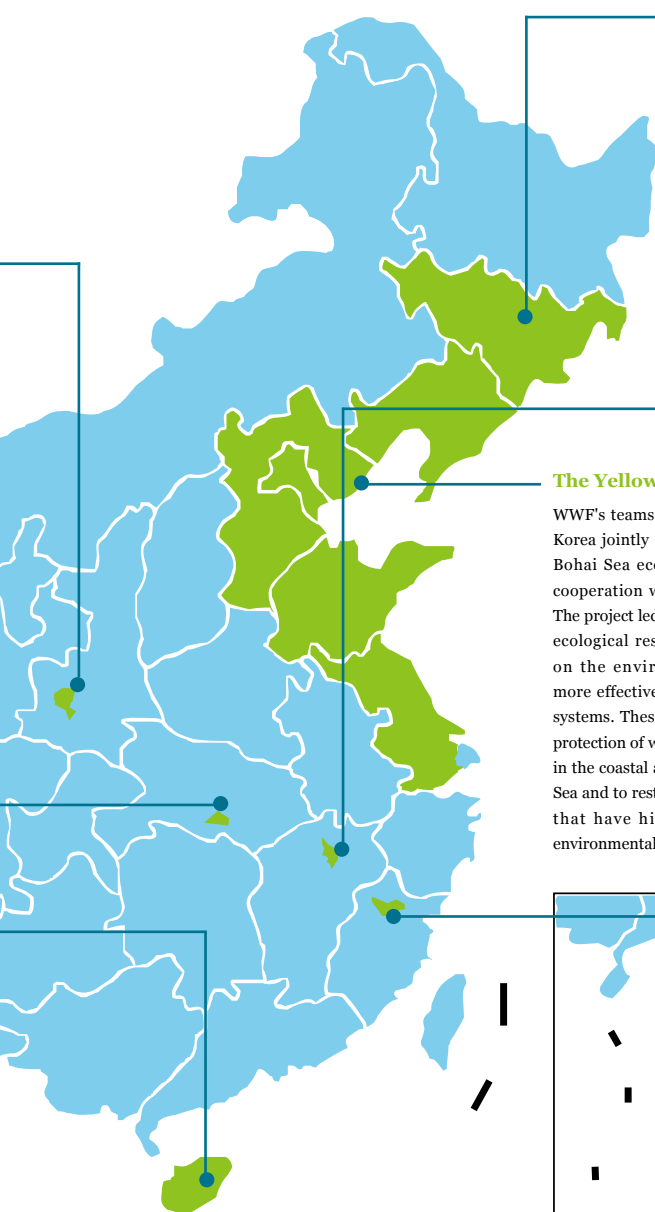 The Yellow
WWF's teams
Korea jointly
Bohai Sea eco
cooperation w
The project led
ecological res
on the envir
more effective
systems. Thes
protection of w
in the coastal a
Sea and to rest
that have hi
environmental